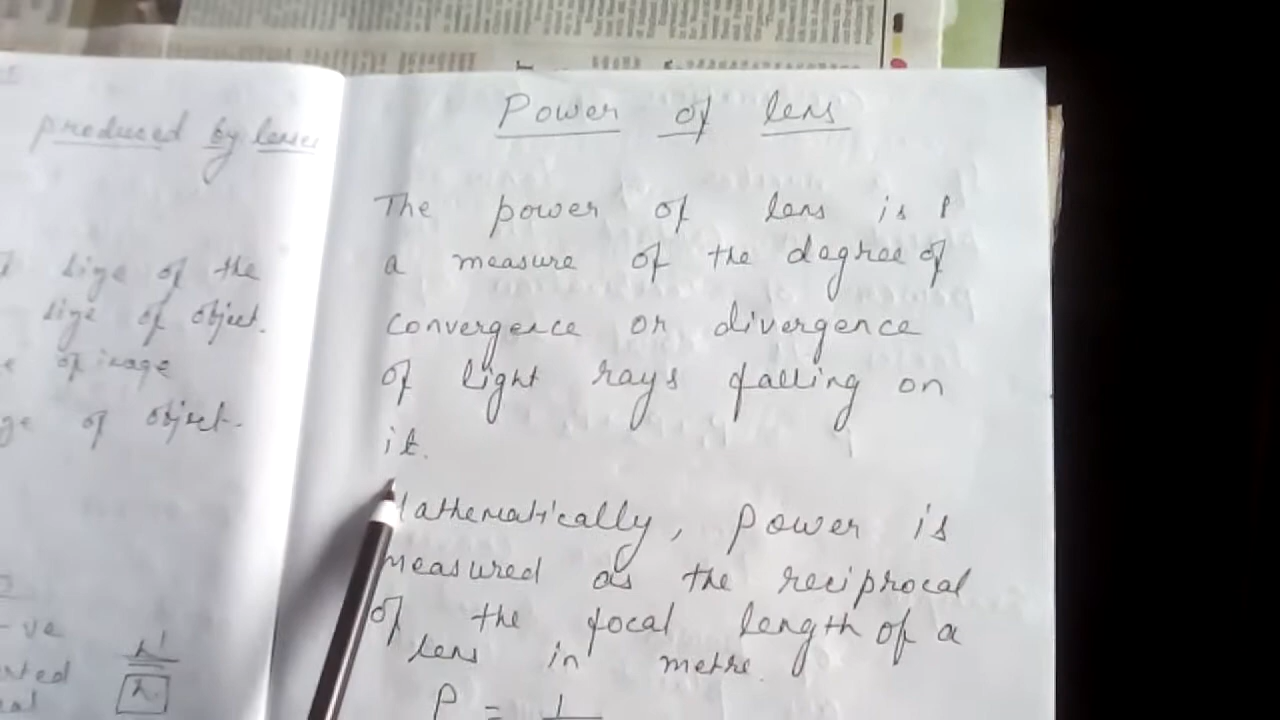 produced by lenses
size of the
size of object.
of image
of object.
-ve
h'
h
Power of lens
The power of lens is P
a measure of the degree of
convergence or divergence
of light rays falling on
it.
Mathematically, power is
measured as the reciprocal
of the focal length of a
lens in metre.
P = 1